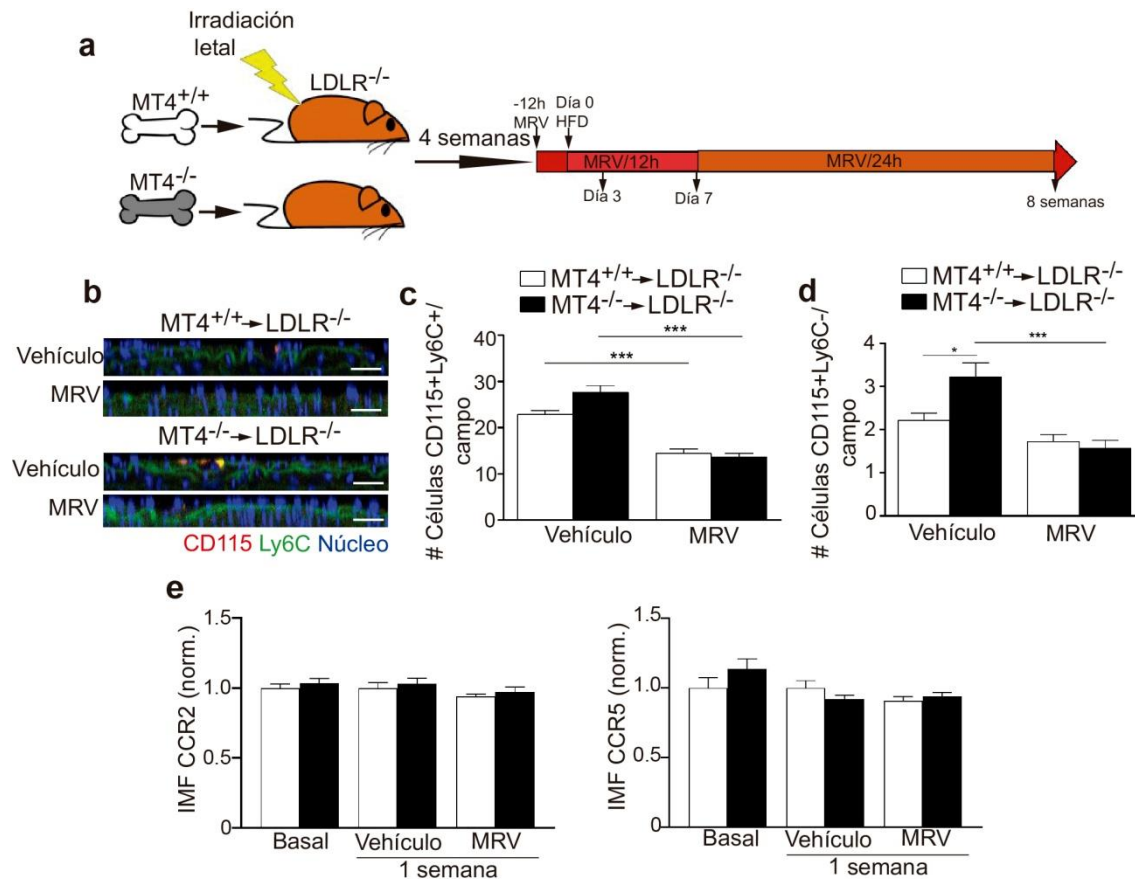 a
Irradiación
letal
LDLR-/-
MT4+/+
MT4-/-
4 semanas
-12h
MRV
Día 0
HFD
MRV/12h
MRV/24h
Día 3
Día 7
8 semanas
b
MT4+/+→LDLR-/-
Vehículo
MRV
MT4-/-→LDLR-/-
Vehículo
MRV
CD115 Ly6C Núcleo
c
MT4+/+→LDLR-/-
MT4-/-→LDLR-/-
# Células CD115+Ly6C+/
campo
40
30
20
10
0
***
***
Vehículo
MRV
d
MT4+/+→LDLR-/-
MT4-/-→LDLR-/-
# Células CD115+Ly6C-/
campo
4
3
2
1
0
*
***
Vehículo
MRV
e
IMF CCR2 (norm.)
1.5
1.0
0.5
0
Basal
Vehículo
MRV
1 semana
IMF CCR5 (norm.)
1.5
1.0
0.5
0
Basal
Vehículo
MRV
1 semana